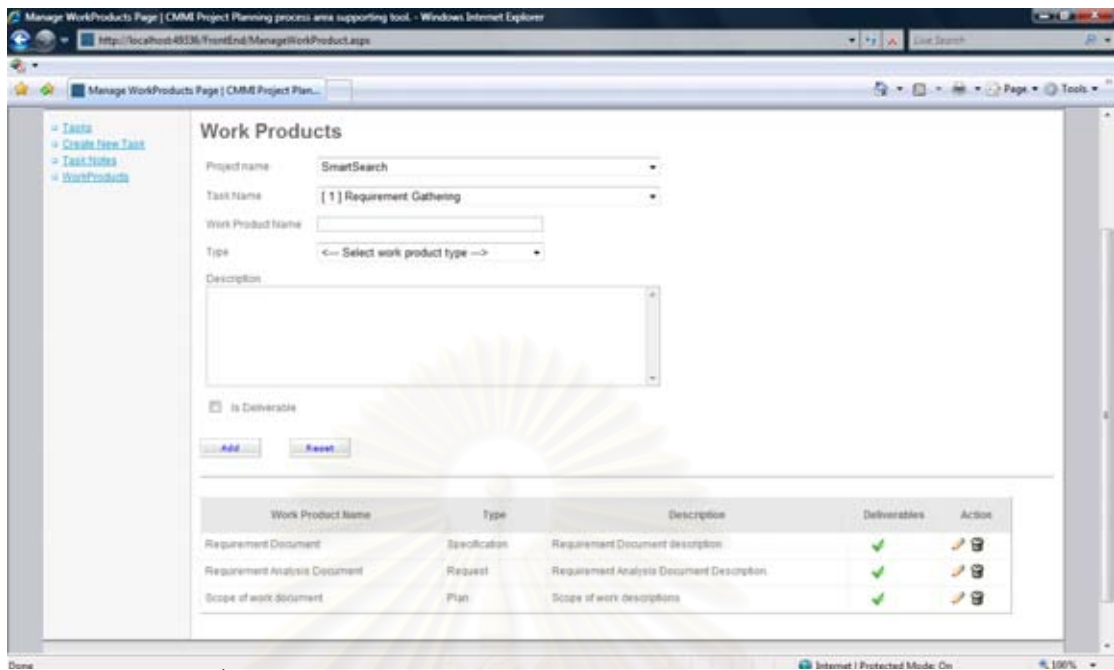 Manage WorkProducts Page | CMMI Project Planning process area supporting tool. - Windows Internet Explorer
http://localhost:49336/FrontEnd/ManageWorkProduct.aspx
Live Search
Manage WorkProducts Page | CMMI Project Plan...
Page
Tools
Tasks
Create New Task
Task Notes
WorkProducts
Work Products
Project name
SmartSearch
Task Name
[ 1 ] Requirement Gathering
Work Product Name
Type
<--- Select work product type --->
Description
Is Deliverable
Add
Reset
Work Product Name Type Description Deliverables Action
Requirement Document Specification Requirement Document description
Requirement Analysis Document Request Requirement Analysis Document Description.
Scope of work document Plan Scope of work descriptions
Done
Internet | Protected Mode: On
100%